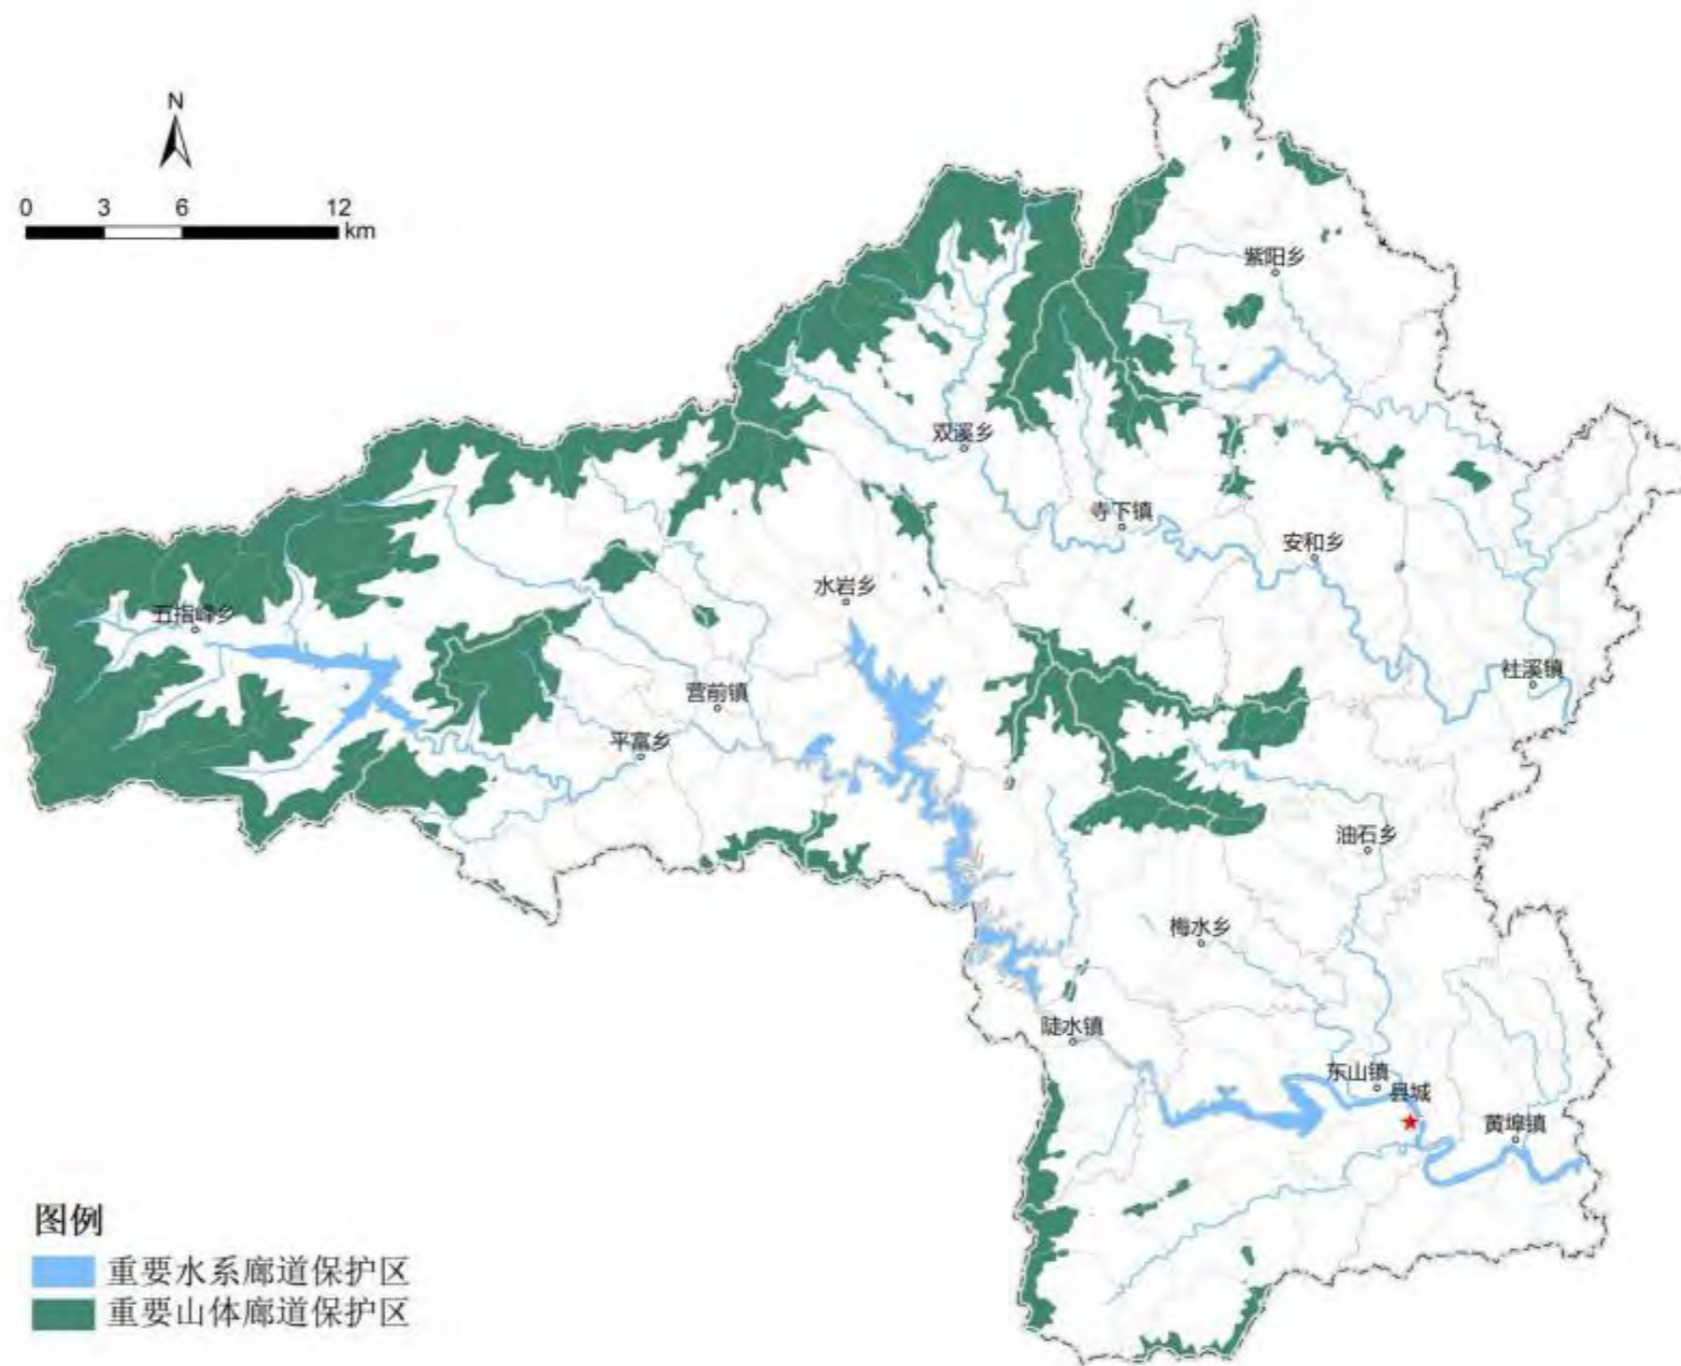 N
0 3 6 12
km
紫阳乡
双溪乡
寺下镇
安和乡
水岩乡
五指峰乡
社溪镇
营前镇
平富乡
油石乡
梅水乡
陡水镇
东山镇
县城
黄埠镇
图例
重要水系廊道保护区
重要山体廊道保护区